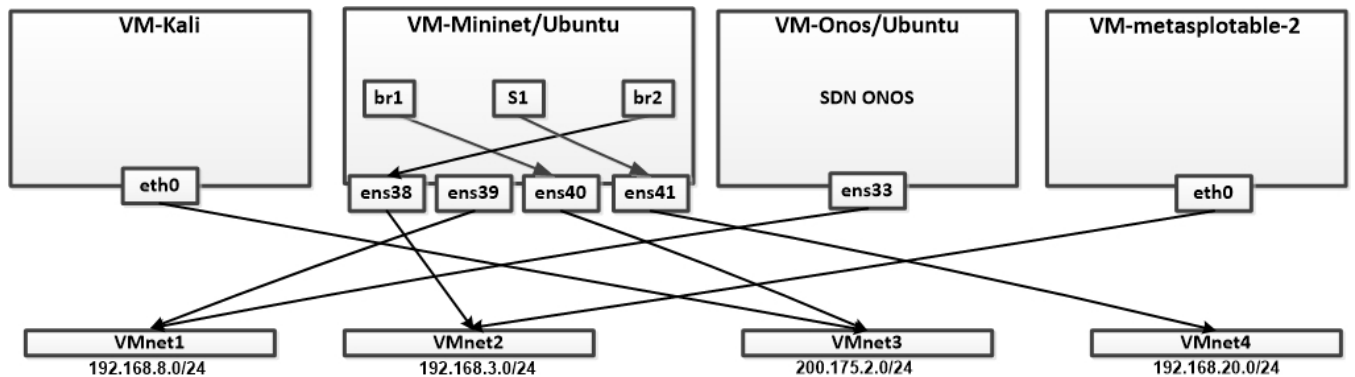 VM-Kali
VM-Mininet/Ubuntu
VM-Onos/Ubuntu
VM-metasplotable-2
br1
S1
br2
SDN ONOS
eth0
ens38
ens39
ens40
ens41
ens33
eth0
VMnet1
VMnet2
VMnet3
VMnet4
192.168.8.0/24
192.168.3.0/24
200.175.2.0/24
192.168.20.0/24